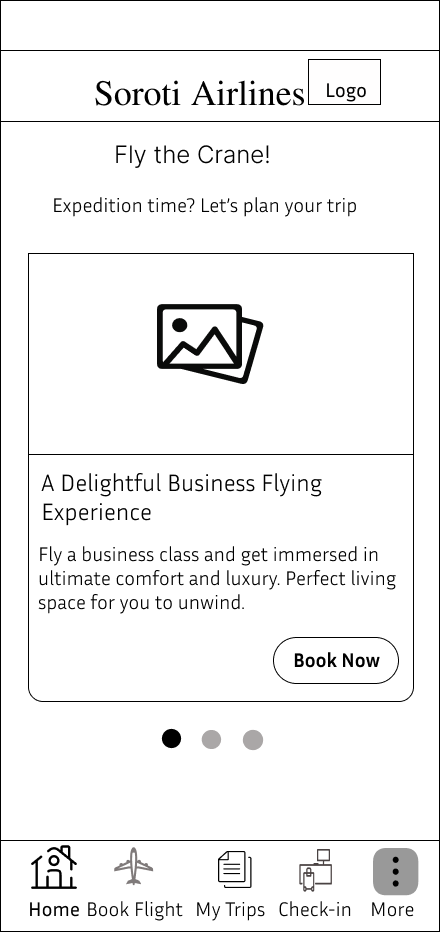 Soroti Airlines
Logo
Fly the Crane!
Expedition time? Let's plan your trip
A Delightful Business Flying
Experience
Fly a business class and get immersed in
ultimate comfort and luxury. Perfect living
space for you to unwind.
Book Now
Home Book Flight My Trips Check-in More